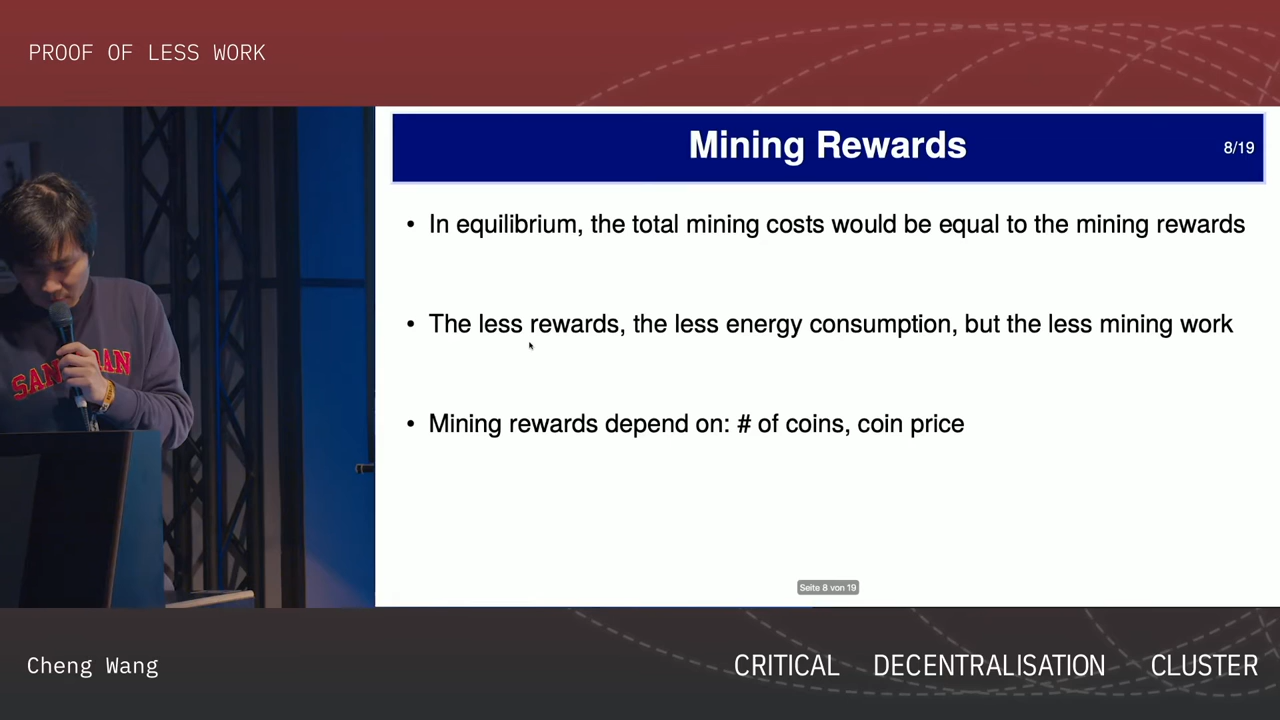 PROOF OF LESS WORK
Mining Rewards
8/19
• In equilibrium, the total mining costs would be equal to the mining rewards
• The less rewards, the less energy consumption, but the less mining work
• Mining rewards depend on: # of coins, coin price
Seite 8 von 19
Cheng Wang
CRITICAL DECENTRALISATION CLUSTER